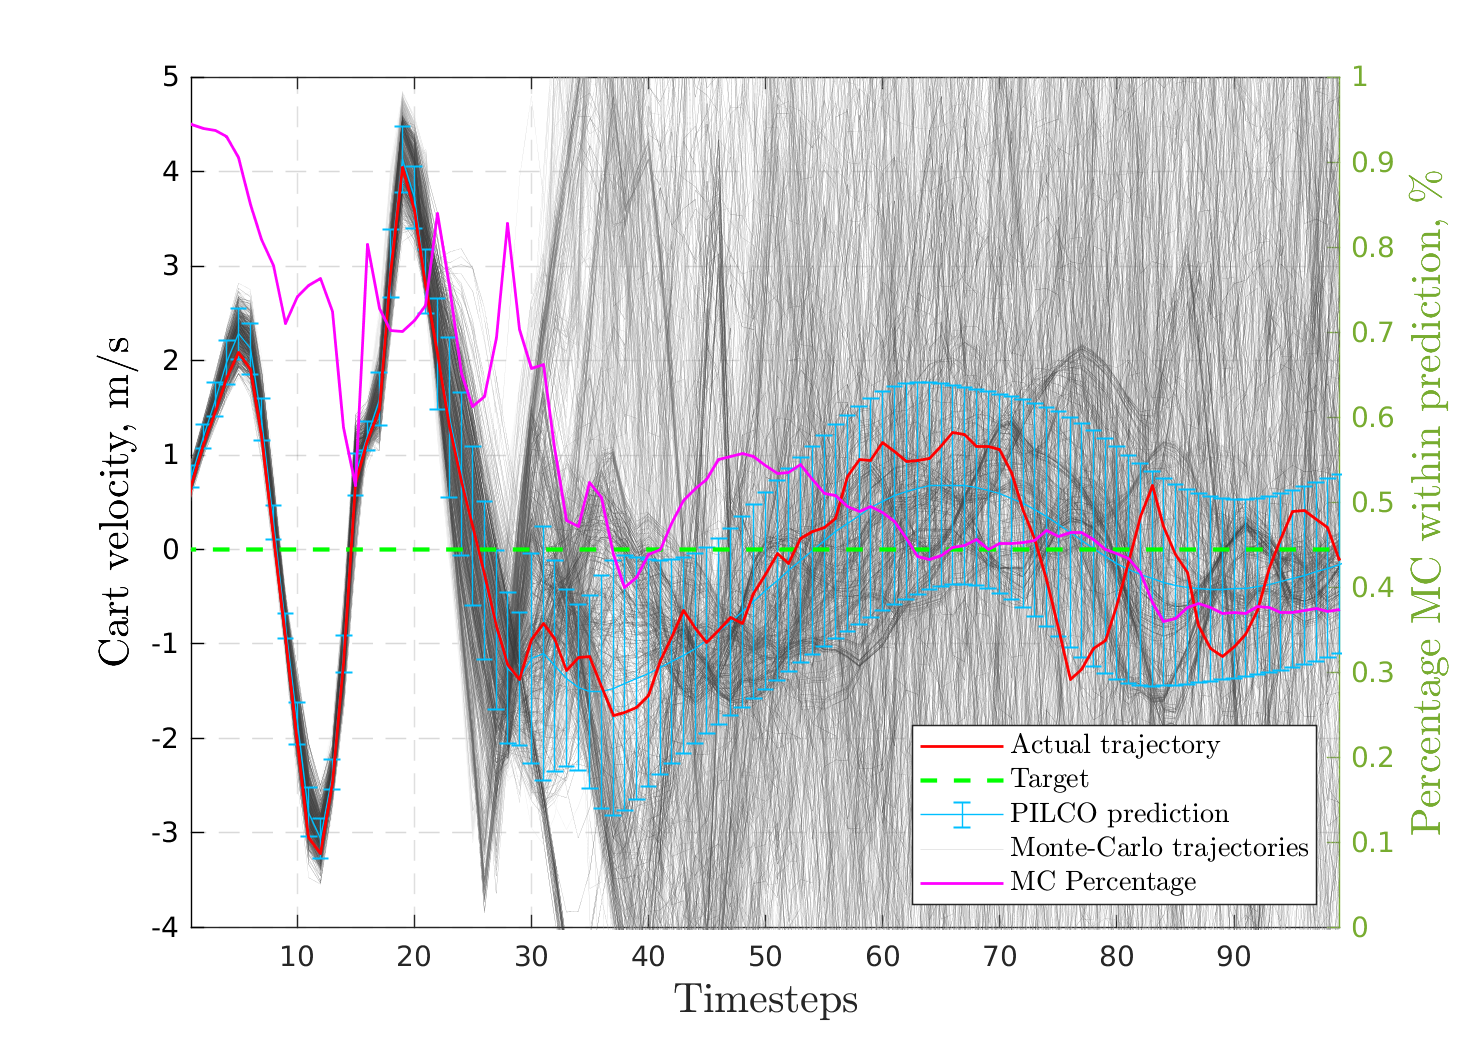 Cart velocity, m/s
5
4
3
2
1
0
-1
-2
-3
-4
10 20 30 40 50 60 70 80 90
Timesteps
1
0.9
0.8
0.7
0.6
0.5
0.4
0.3
0.2
0.1
0
Percentage MC within prediction, %
Actual trajectory
Target
PILCO prediction
Monte-Carlo trajectories
MC Percentage